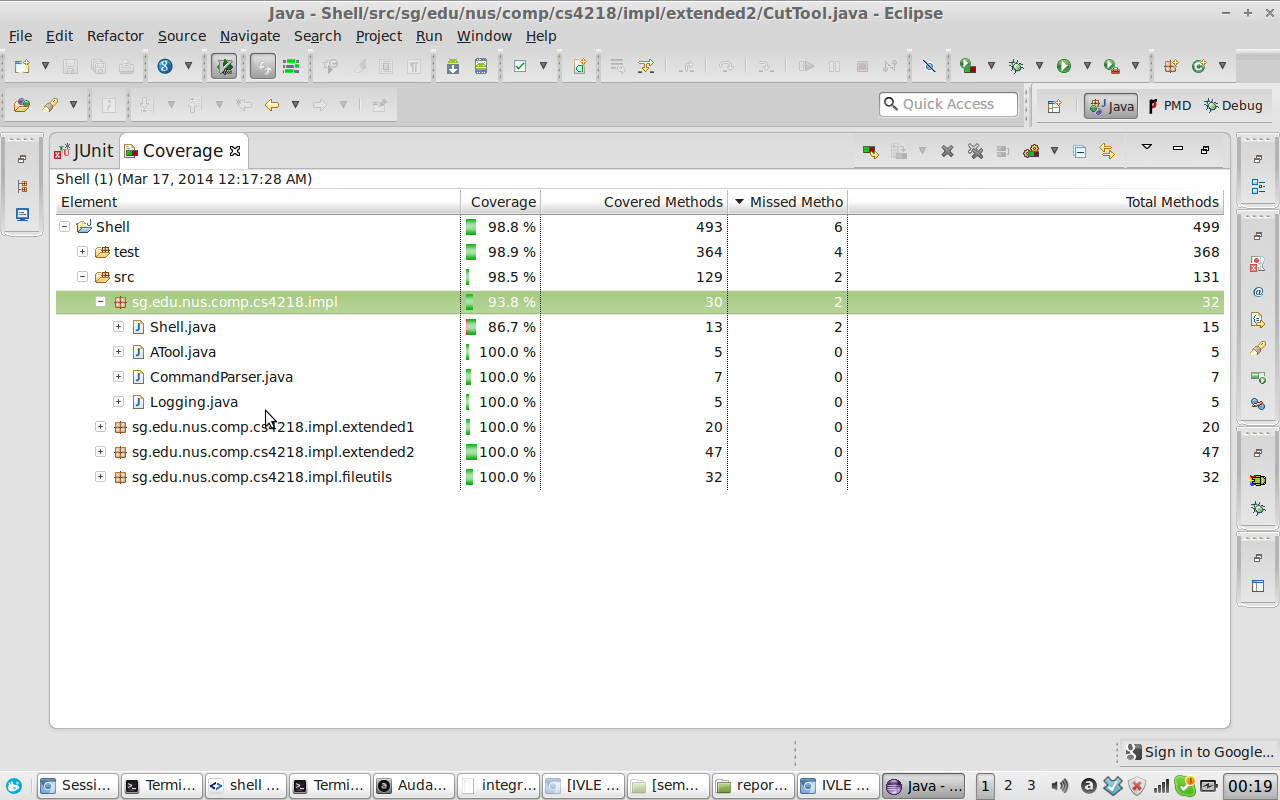 Java - Shell/src/sg/edu/nus/comp/cs4218/impl/extended2/CutTool.java - Eclipse
File Edit Refactor Source Navigate Search Project Run Window Help
Quick Access Java PMD Debug
JUnit Coverage
Shell (1) (Mar 17, 2014 12:17:28 AM)
Element Coverage Covered Methods Missed Metho Total Methods
Shell 98.8 % 493 6 499
test 98.9 % 364 4 368
src 98.5 % 129 2 131
sg.edu.nus.comp.cs4218.impl 93.8 % 30 2 32
Shell.java 86.7 % 13 2 15
ATool.java 100.0 % 5 0 5
CommandParser.java 100.0 % 7 0 7
Logging.java 100.0 % 5 0 5
sg.edu.nus.comp.cs4218.impl.extended1 100.0 % 20 0 20
sg.edu.nus.comp.cs4218.impl.extended2 100.0 % 47 0 47
sg.edu.nus.comp.cs4218.impl.fileutils 100.0 % 32 0 32
Sign in to Google...
Sessi... Termi... shell ... Termi... Auda... integr... [IVLE ... [sem... repor... IVLE ... Java - ... 1 2 3 00:19